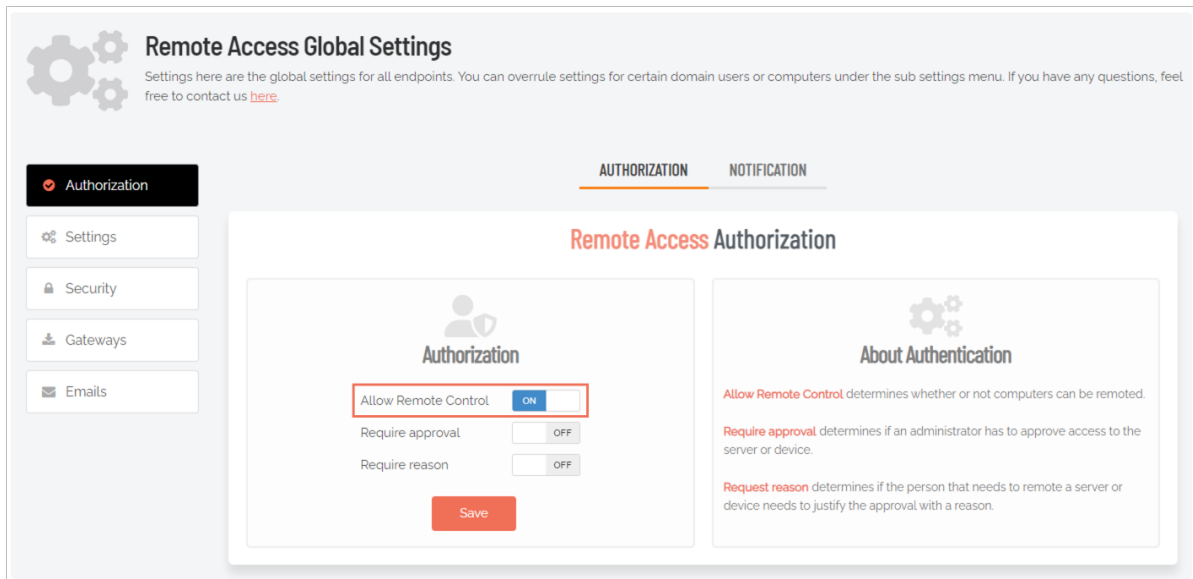 Remote Access Global Settings
Settings here are the global settings for all endpoints. You can overrule settings for certain domain users or computers under the sub settings menu. If you have any questions, feel
free to contact us here.
AUTHORIZATION
NOTIFICATION
Authorization
Settings
Security
Gateways
Emails
Remote Access Authorization
Authorization
Allow Remote Control ON
Require approval OFF
Require reason OFF
Save
About Authentication
Allow Remote Control determines whether or not computers can be remoted.
Require approval determines if an administrator has to approve access to the
server or device.
Request reason determines if the person that needs to remote a server or
device needs to justify the approval with a reason.